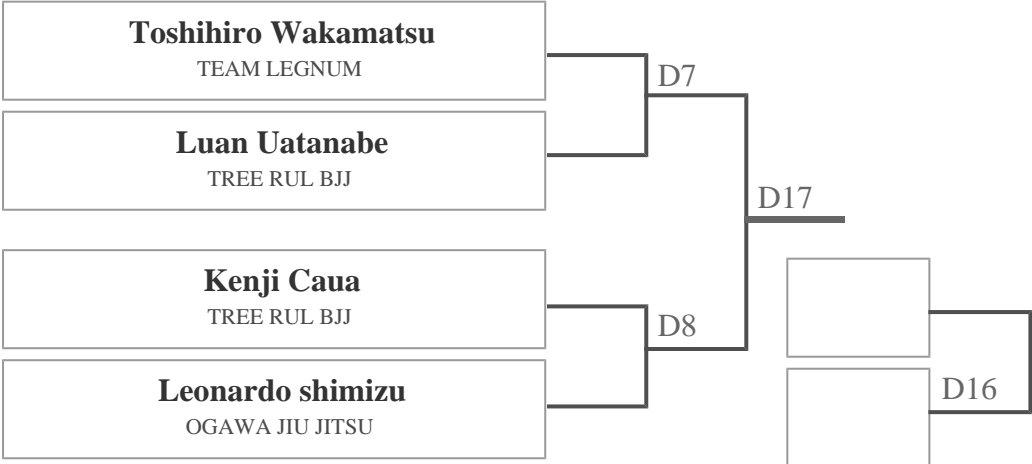 Toshihiro Wakamatsu
TEAM LEGNUM
D7
Luan Uatanabe
TREE RUL BJJ
D17
Kenji Caua
TREE RUL BJJ
D8
Leonardo shimizu
OGAWA JIU JITSU
D16